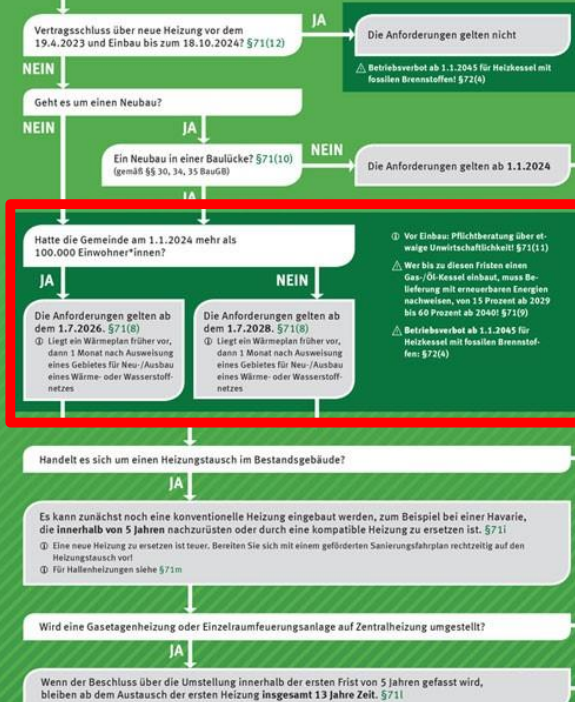 Vertragsschluss über neue Heizung vor dem
19.4.2023 und Einbau bis zum 18.10.2024? §71(12)
JA
Die Anforderungen gelten nicht
⚠ Betriebsverbot ab 1.1.2045 für Heizkessel mit
fossilen Brennstoffen! §72(4)
NEIN
Geht es um einen Neubau?
NEIN
JA
Ein Neubau in einer Baulücke? §71(10)
(gemäß §§ 30, 34, 35 BauGB)
NEIN
Die Anforderungen gelten ab 1.1.2024
JA
Hatte die Gemeinde am 1.1.2024 mehr als
100.000 Einwohner*innen?
JA
NEIN
Die Anforderungen gelten ab
dem 1.7.2026. §71(8)
ⓘ Liegt ein Wärmeplan früher vor,
dann 1 Monat nach Ausweisung
eines Gebietes für Neu-/Ausbau
eines Wärme- oder Wasserstoff-
netzes
Die Anforderungen gelten ab
dem 1.7.2028. §71(8)
ⓘ Liegt ein Wärmeplan früher vor,
dann 1 Monat nach Ausweisung
eines Gebietes für Neu-/Ausbau
eines Wärme- oder Wasserstoff-
netzes
ⓘ Vor Einbau: Pflichtberatung über et-
waige Unwirtschaftlichkeit! §71(11)
⚠ Wer bis zu diesen Fristen einen
Gas-/Öl-Kessel einbaut, muss Be-
lieferung mit erneuerbaren Energien
nachweisen, von 15 Prozent ab 2029
bis 60 Prozent ab 2040! §71(9)
⚠ Betriebsverbot ab 1.1.2045 für
Heizkessel mit fossilen Brennstof-
fen: §72(4)
Handelt es sich um einen Heizungstausch im Bestandsgebäude?
JA
Es kann zunächst noch eine konventionelle Heizung eingebaut werden, zum Beispiel bei einer Havarie,
die innerhalb von 5 Jahren nachzurüsten oder durch eine kompatible Heizung zu ersetzen ist. §71i
ⓘ Eine neue Heizung zu ersetzen ist teuer. Bereiten Sie sich mit einem geförderten Sanierungsfahrplan rechtzeitig auf den
Heizungstausch vor!
ⓘ Für Hallenheizungen siehe §71m
Wird eine Gasetagenheizung oder Einzelraumfeuerungsanlage auf Zentralheizung umgestellt?
JA
Wenn der Beschluss über die Umstellung innerhalb der ersten Frist von 5 Jahren gefasst wird,
bleiben ab dem Austausch der ersten Heizung insgesamt 13 Jahre Zeit. §71l